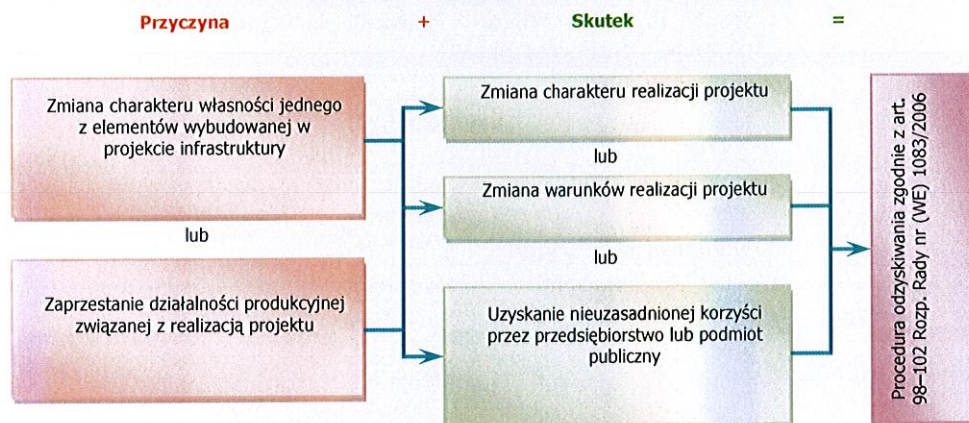 Przyczyna + Skutek =
Zmiana charakteru własności jednego
z elementów wybudowanej w
projekcie infrastruktury
lub
Zaprzestanie działalności produkcyjnej
związanej z realizacją projektu
Zmiana charakteru realizacji projektu
lub
Zmiana warunków realizacji projektu
lub
Uzyskanie nieuzasadnionej korzyści
przez przedsiębiorstwo lub podmiot
publiczny
Procedura odzyskiwania zgodnie z art.
98–102 Rozp. Rady nr (WE) 1083/2006